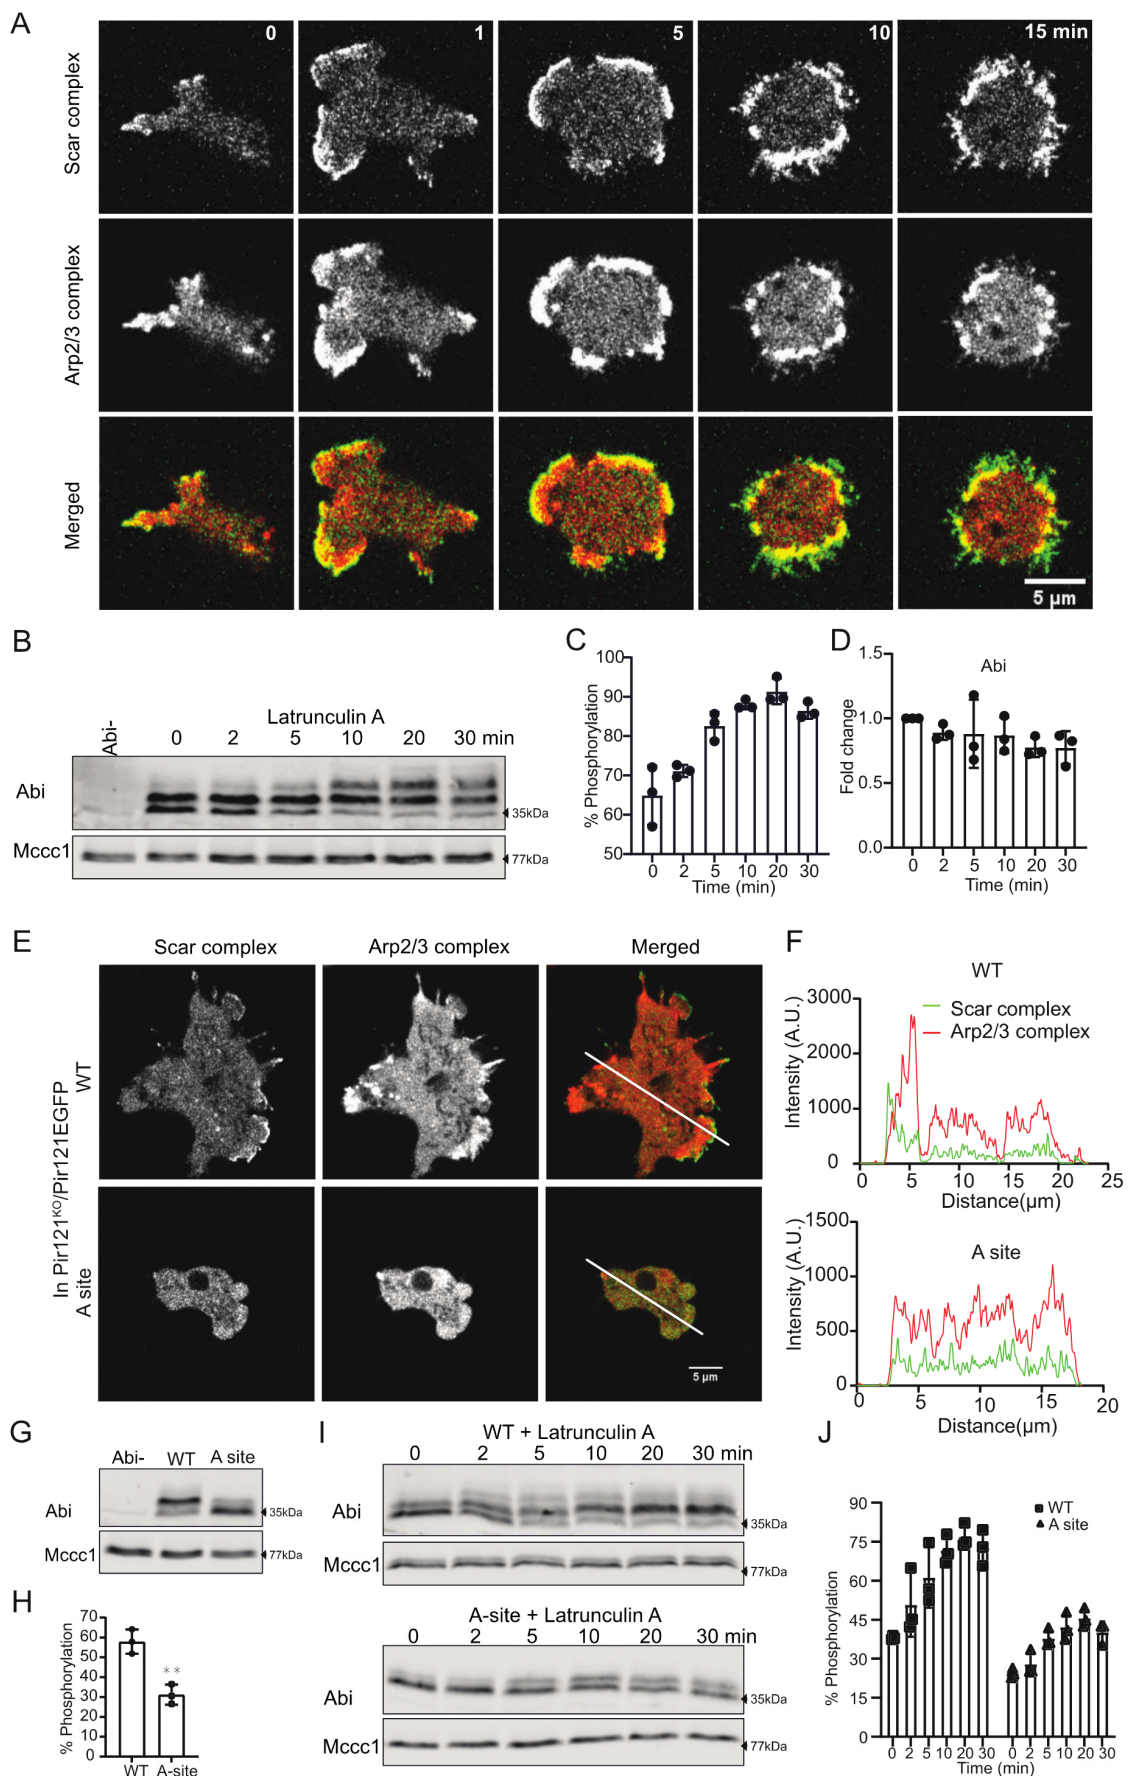 A
0
1
5
10
15 min
Scar complex
Arp2/3 complex
Merged
5 µm
B
Latrunculin A
Abi-
0 2 5 10 20 30 min
Abi
35kDa
Mccc1
77kDa
C
100
90
80
70
60
50
% Phosphorylation
0 2 5 10 20 30
Time (min)
D
Abi
1.5
1.0
0.5
0.0
Fold change
0 2 5 10 20 30
Time (min)
E
Scar complex
Arp2/3 complex
Merged
In Pir121KO/Pir121EGFP
WT
A site
5 µm
F
WT
Scar complex
Arp2/3 complex
3000
2000
1000
0
Intensity (A.U.)
0 5 10 15 20 25
Distance(µm)
A site
1500
1000
500
0
Intensity (A.U.)
0 5 10 15 20
Distance(µm)
G
Abi- WT A site
Abi
35kDa
Mccc1
77kDa
H
70
60
50
40
30
20
10
0
% Phosphorylation
**
WT A-site
I
WT + Latrunculin A
0 2 5 10 20 30 min
Abi
35kDa
Mccc1
77kDa
A-site + Latrunculin A
0 2 5 10 20 30 min
Abi
35kDa
Mccc1
77kDa
J
WT
A site
90
75
60
45
30
15
0
% Phosphorylation
0 2 5 10 20 30 0 2 5 10 20 30
Time (min)